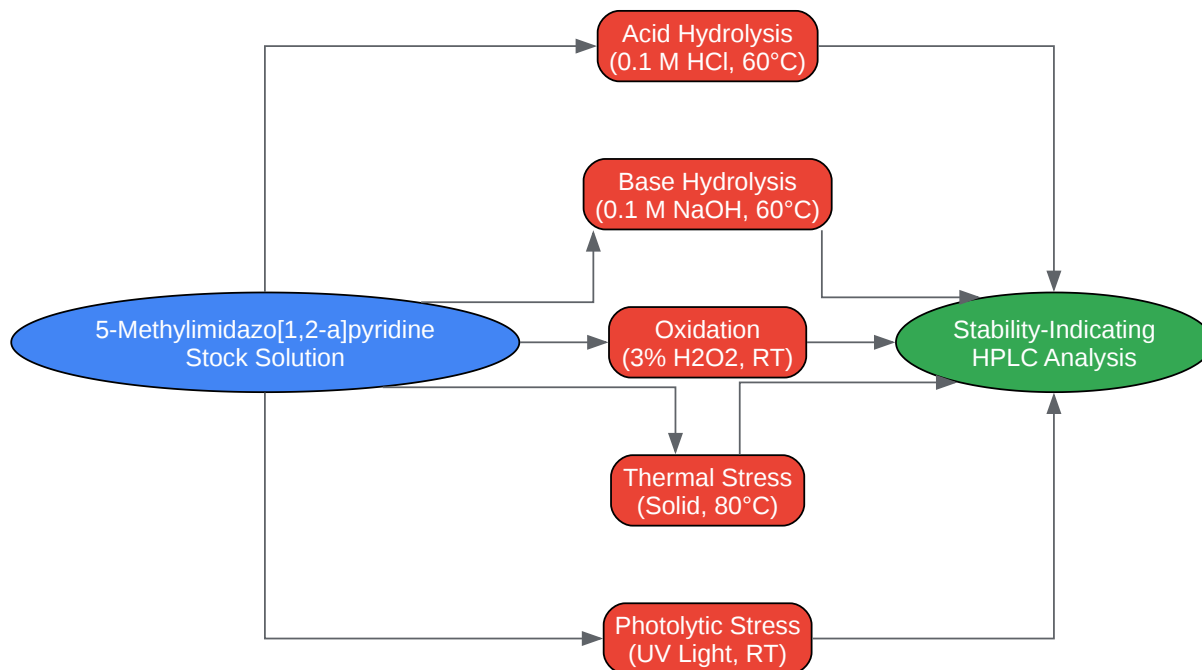 Acid Hydrolysis
(0.1 M HCl, 60°C)
Base Hydrolysis
(0.1 M NaOH, 60°C)
5-Methylimidazo[1,2-a]pyridine
Stock Solution
Oxidation
(3% H2O2, RT)
Stability-Indicating
HPLC Analysis
Thermal Stress
(Solid, 80°C)
Photolytic Stress
(UV Light, RT)